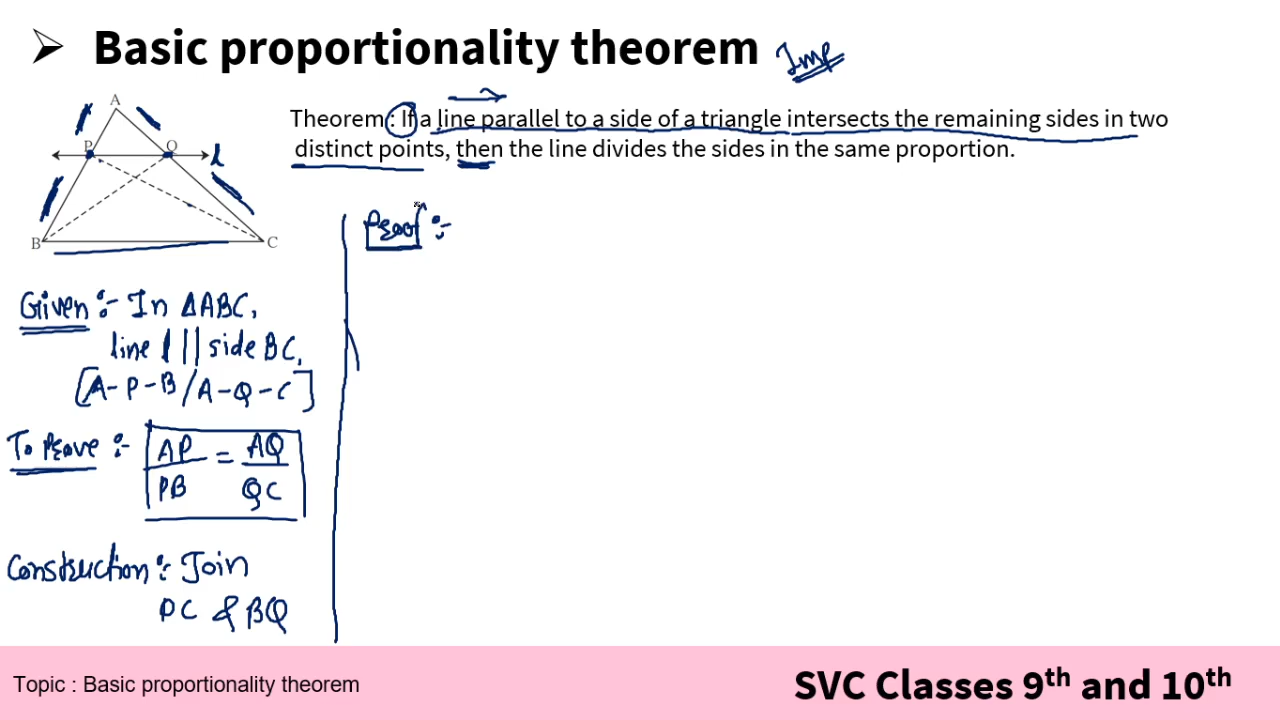 Basic proportionality theorem Imp
A
P Q l
B C
Theorem : If a line parallel to a side of a triangle intersects the remaining sides in two
distinct points, then the line divides the sides in the same proportion.
Proof :-
Given :- In ΔABC,
line l || side BC,
[A-P-B/A-Q-C]
To Prove :- AP/PB = AQ/QC
Construction :- Join
PC & BQ
Topic : Basic proportionality theorem
SVC Classes 9th and 10th